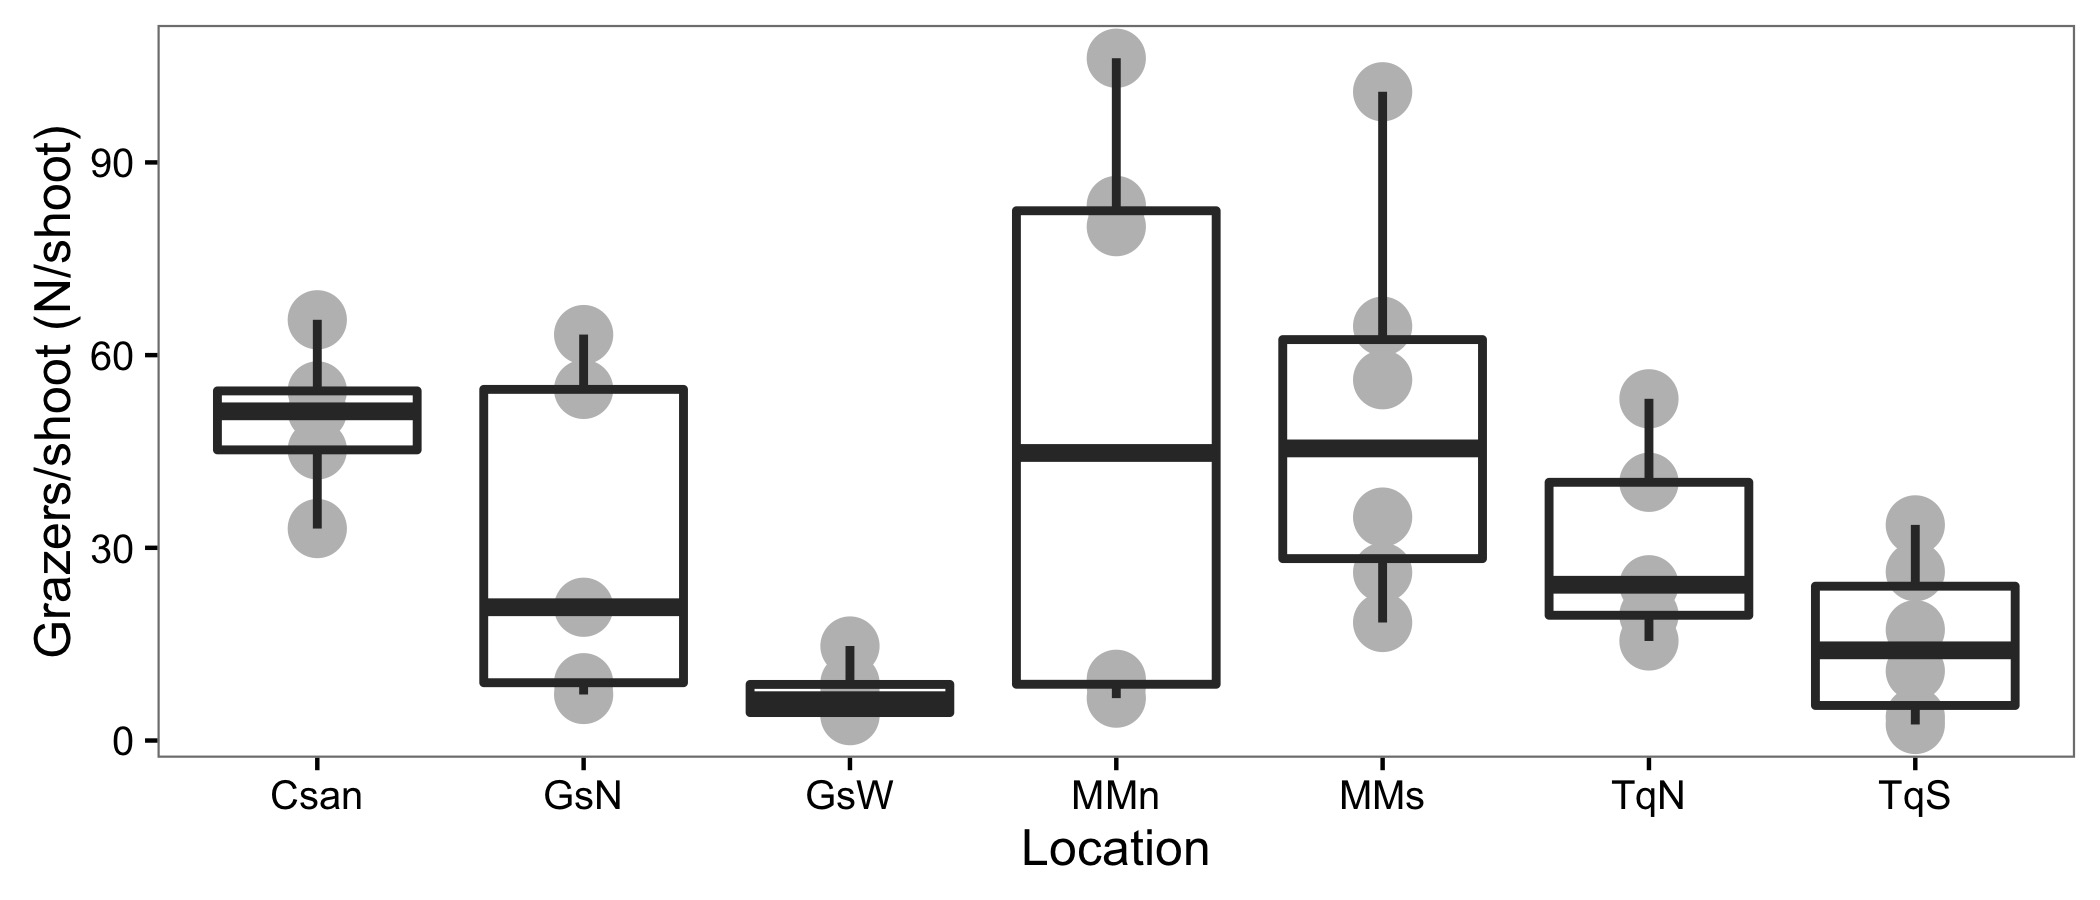 Grazers/shoot (N/shoot)
90
60
30
0
Csan GsN GsW MMn MMs TqN TqS
Location